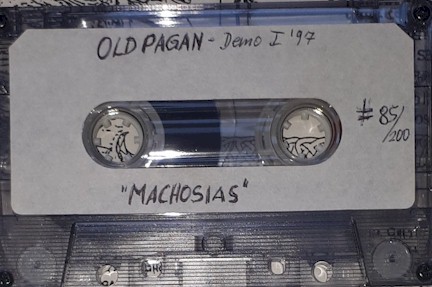 OLD PAGAN - Demo I '97
# 85/
/200
"MACHOSIAS"